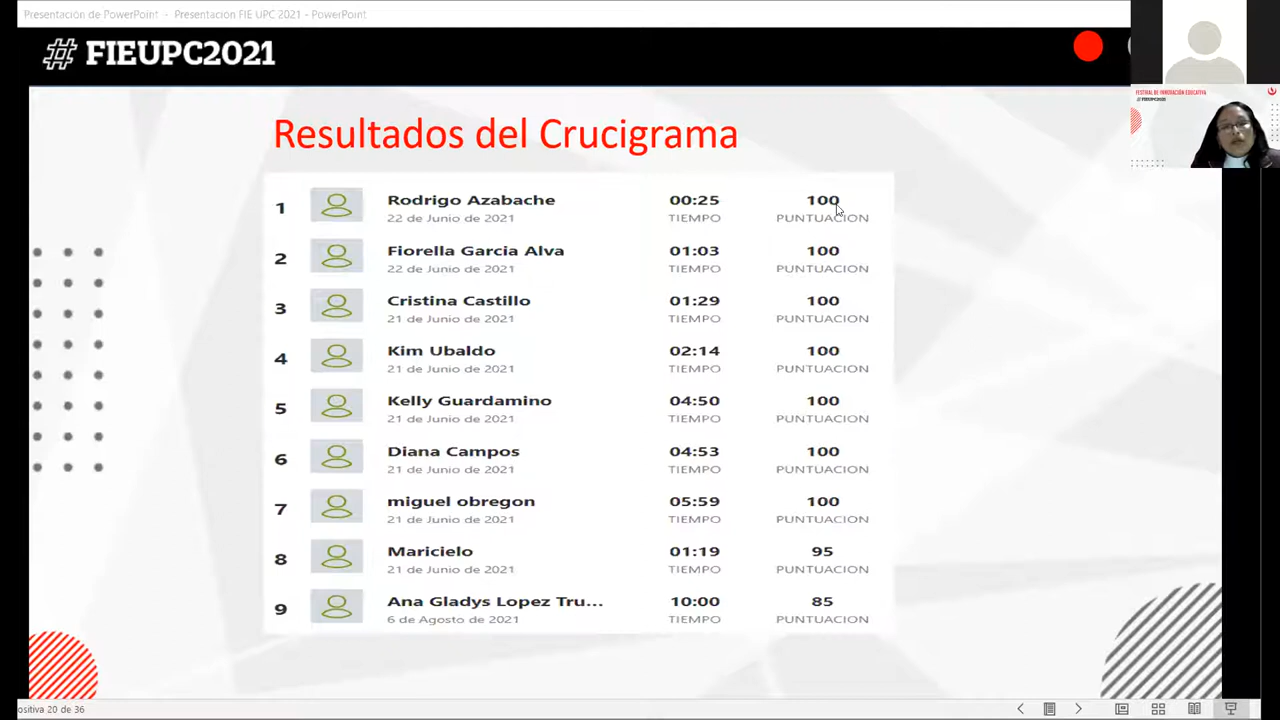 Presentación de PowerPoint - Presentacion FIE UPC 2021 - PowerPoint
# FIEUPC2021
FESTIVAL DE INNOVACIÓN EDUCATIVA
#FIEUPC2021
Resultados del Crucigrama
1 Rodrigo Azabache 00:25 100
22 de Junio de 2021 TIEMPO PUNTUACION
2 Fiorella Garcia Alva 01:03 100
22 de Junio de 2021 TIEMPO PUNTUACION
3 Cristina Castillo 01:29 100
21 de Junio de 2021 TIEMPO PUNTUACION
4 Kim Ubaldo 02:14 100
21 de Junio de 2021 TIEMPO PUNTUACION
5 Kelly Guardamino 04:50 100
21 de Junio de 2021 TIEMPO PUNTUACION
6 Diana Campos 04:53 100
21 de Junio de 2021 TIEMPO PUNTUACION
7 miguel obregon 05:59 100
21 de Junio de 2021 TIEMPO PUNTUACION
8 Maricielo 01:19 95
21 de Junio de 2021 TIEMPO PUNTUACION
9 Ana Gladys Lopez Tru... 10:00 85
6 de Agosto de 2021 TIEMPO PUNTUACION
ositiva 20 de 36